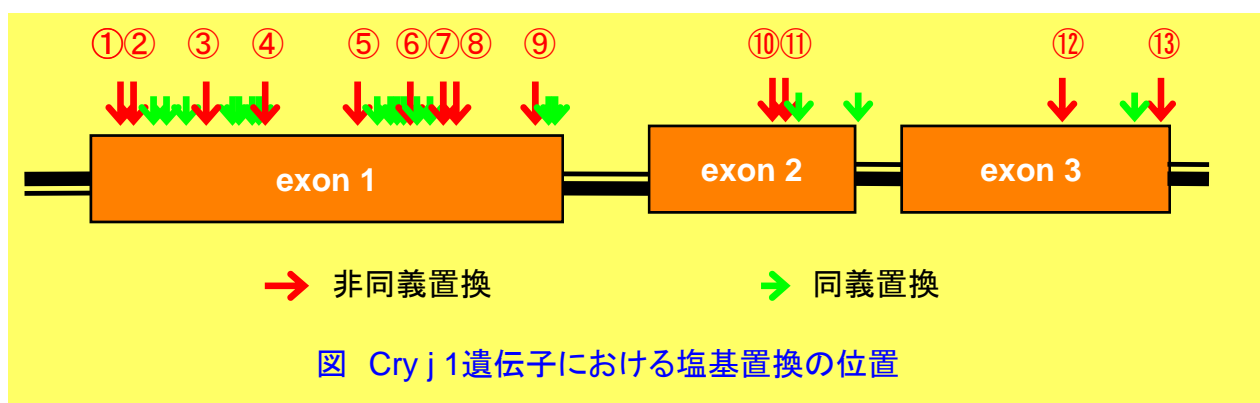 ①② ③ ④ ⑤ ⑥⑦⑧ ⑨ ⑩⑪ ⑫ ⑬
exon 1 exon 2 exon 3
非同義置換 同義置換
図 Cry j 1遺伝子における塩基置換の位置